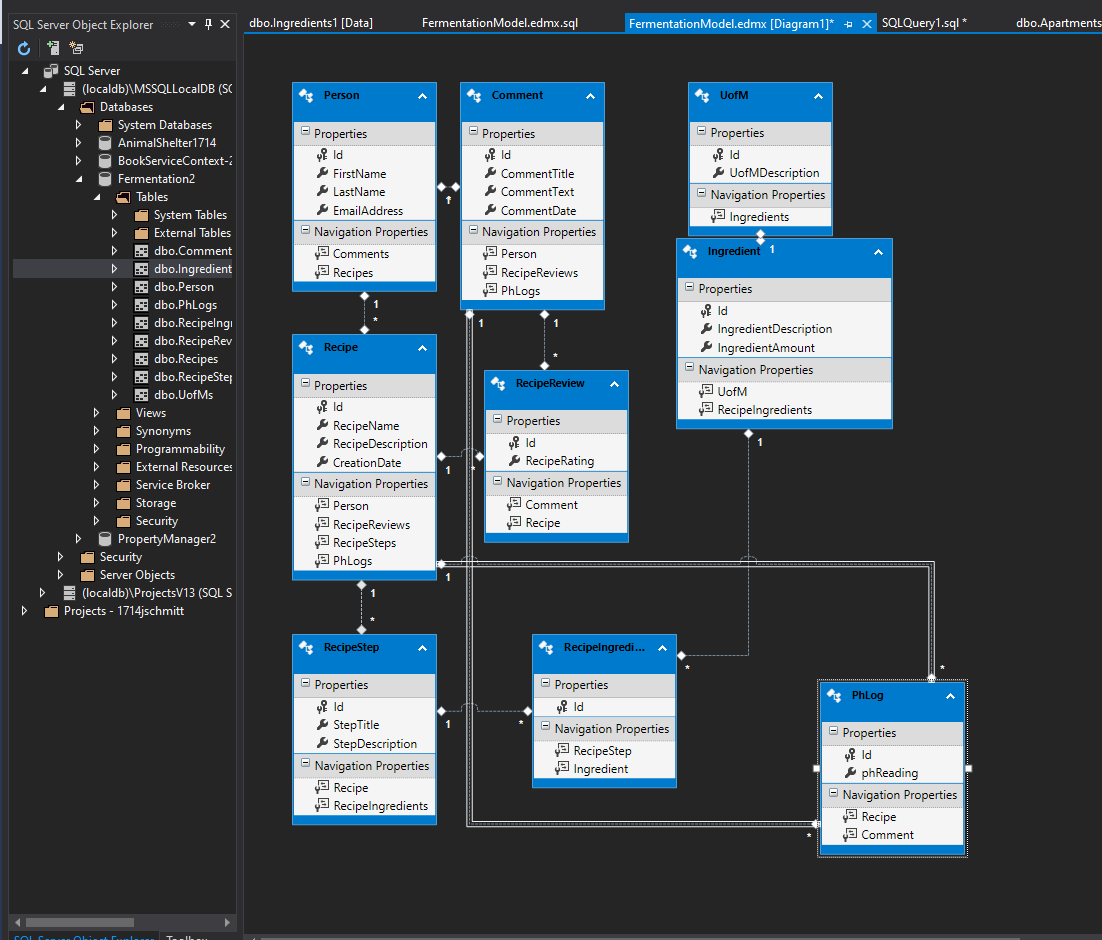 SQL Server Object Explorer
dbo.Ingredients1 [Data]
FermentationModel.edmx.sql
FermentationModel.edmx [Diagram1]*
SQLQuery1.sql *
dbo.Apartments
SQL Server
(localdb)\MSSQLLocalDB (SQ
Databases
System Databases
AnimalShelter1714
BookServiceContext-2
Fermentation2
Tables
System Tables
External Tables
dbo.Comment
dbo.Ingredient
dbo.Person
dbo.PhLogs
dbo.RecipeIngr
dbo.RecipeRev
dbo.Recipes
dbo.RecipeStep
dbo.UofMs
Views
Synonyms
Programmability
External Resources
Service Broker
Storage
Security
PropertyManager2
Security
Server Objects
(localdb)\ProjectsV13 (SQL S
Projects - 1714jschmitt
SQL Server Object Explorer
Toolbox
Person
Properties
Id
FirstName
LastName
EmailAddress
Navigation Properties
Comments
Recipes
1
*
*
Comment
Properties
Id
CommentTitle
CommentText
CommentDate
Navigation Properties
Person
RecipeReviews
PhLogs
1
1
*
UofM
Properties
Id
UofMDescription
Navigation Properties
Ingredients
Ingredient
1
Properties
Id
IngredientDescription
IngredientAmount
Navigation Properties
UofM
RecipeIngredients
1
Recipe
Properties
Id
RecipeName
RecipeDescription
CreationDate
Navigation Properties
Person
RecipeReviews
RecipeSteps
PhLogs
1
*
1
1
*
RecipeReview
Properties
Id
RecipeRating
Navigation Properties
Comment
Recipe
RecipeStep
Properties
Id
StepTitle
StepDescription
Navigation Properties
Recipe
RecipeIngredients
1
*
RecipeIngredi...
Properties
Id
Navigation Properties
RecipeStep
Ingredient
*
*
*
PhLog
Properties
Id
phReading
Navigation Properties
Recipe
Comment